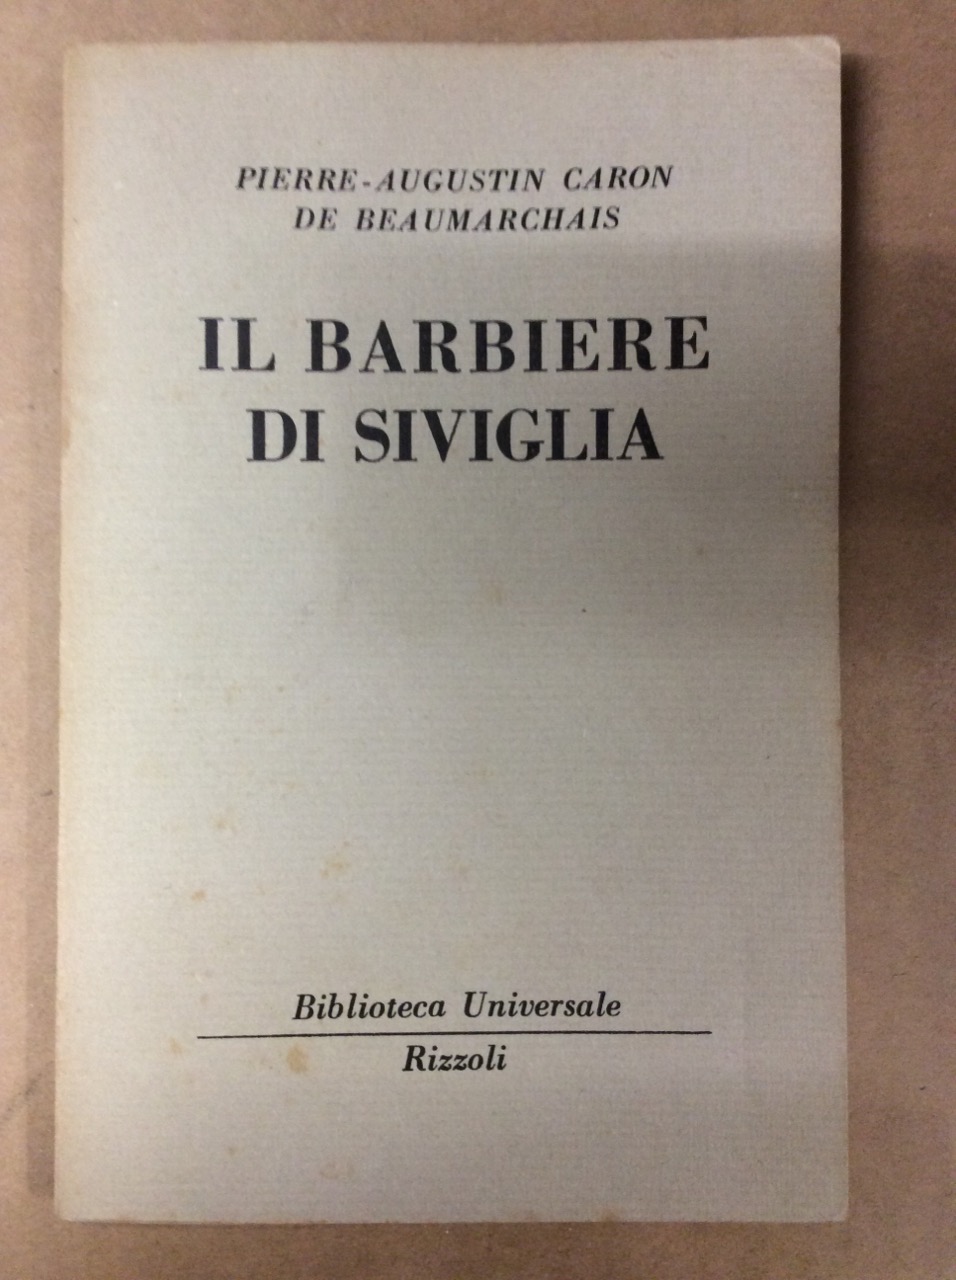 PIERRE-AUGUSTIN CARON
DE BEAUMARCHAIS
IL BARBIERE
DI SIVIGLIA
Biblioteca Universale
Rizzoli